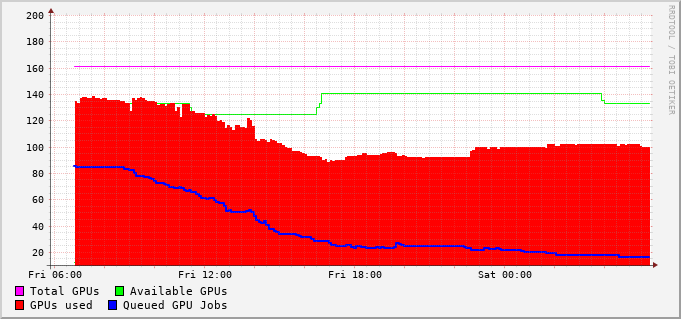 200
180
160
140
120
100
80
60
40
20
Fri 06:00 Fri 12:00 Fri 18:00 Sat 00:00
Total GPUs Available GPUs
GPUs used Queued GPU Jobs
RRDTOOL / TOBI OETIKER